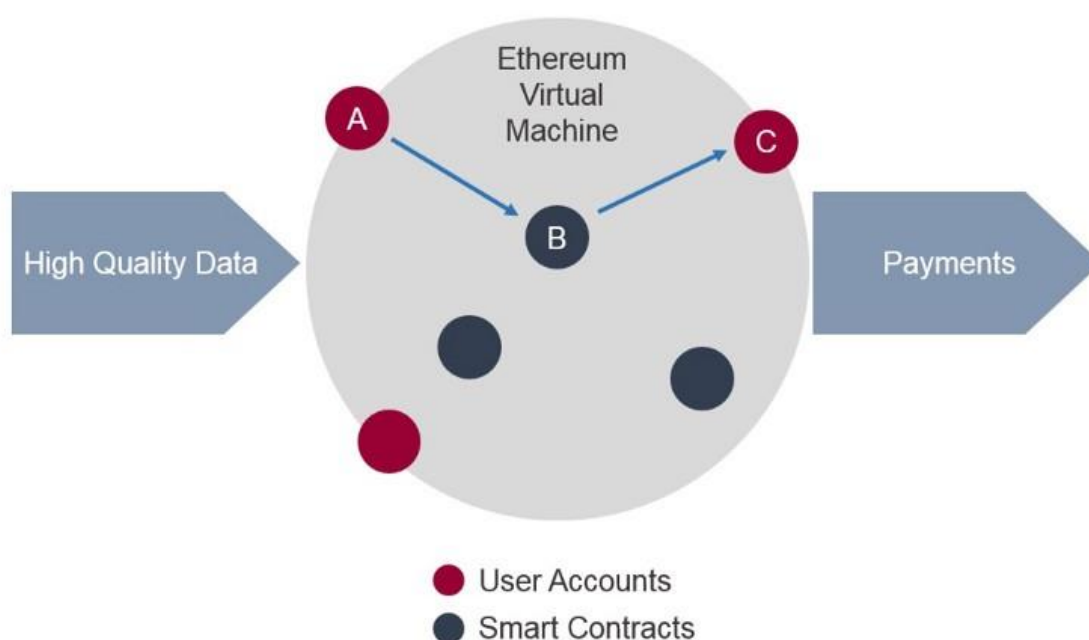 Ethereum
Virtual
Machine
A
C
B
High Quality Data
Payments
User Accounts
Smart Contracts